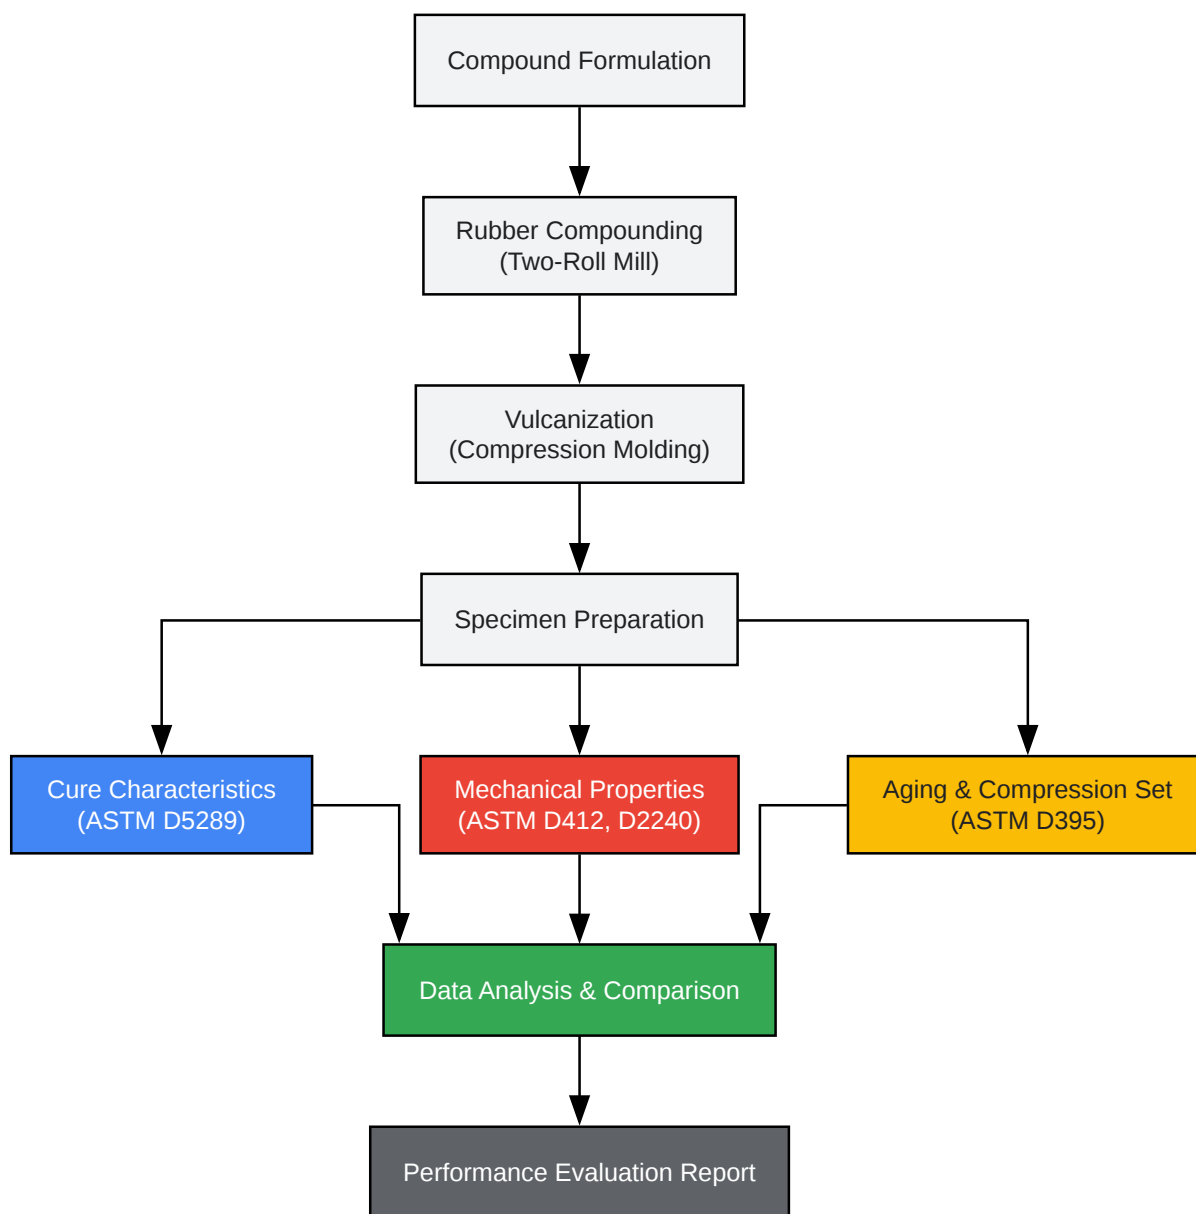 Compound Formulation
Rubber Compounding
(Two-Roll Mill)
Vulcanization
(Compression Molding)
Specimen Preparation
Cure Characteristics
(ASTM D5289)
Mechanical Properties
(ASTM D412, D2240)
Aging & Compression Set
(ASTM D395)
Data Analysis & Comparison
Performance Evaluation Report